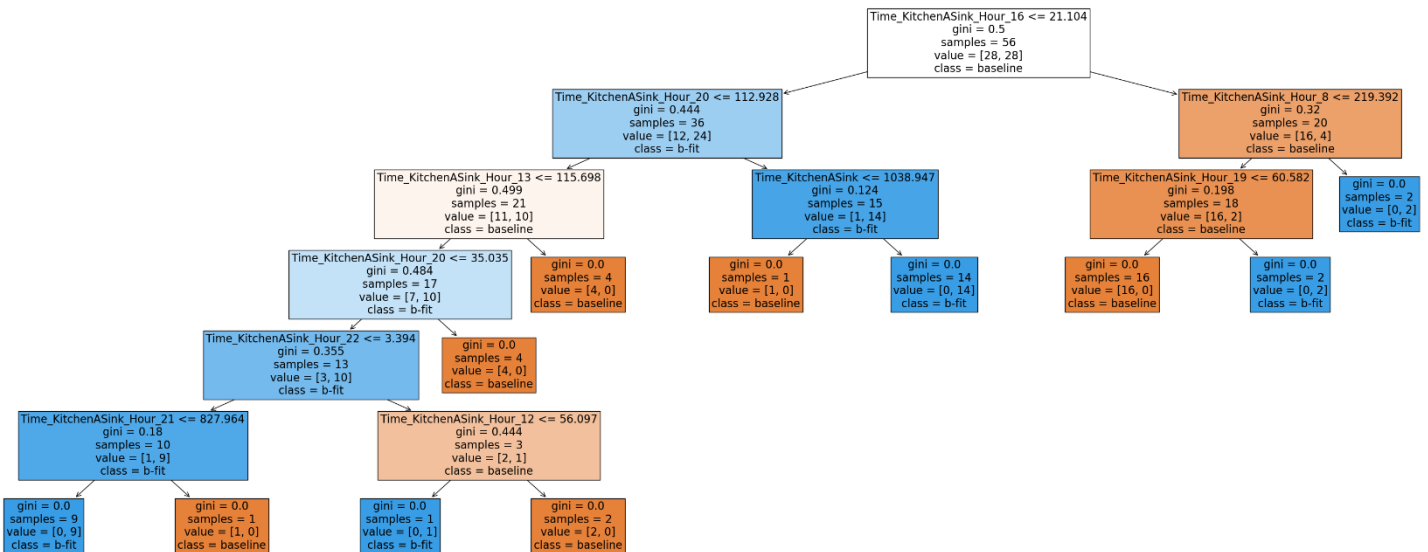 Time_KitchenASink_Hour_16 <= 21.104
gini = 0.5
samples = 56
value = [28, 28]
class = baseline
Time_KitchenASink_Hour_20 <= 112.928
gini = 0.444
samples = 36
value = [12, 24]
class = b-fit
Time_KitchenASink_Hour_8 <= 219.392
gini = 0.32
samples = 20
value = [16, 4]
class = baseline
Time_KitchenASink_Hour_13 <= 115.698
gini = 0.499
samples = 21
value = [11, 10]
class = baseline
Time_KitchenASink <= 1038.947
gini = 0.124
samples = 15
value = [1, 14]
class = b-fit
Time_KitchenASink_Hour_19 <= 60.582
gini = 0.198
samples = 18
value = [16, 2]
class = baseline
gini = 0.0
samples = 2
value = [0, 2]
class = b-fit
Time_KitchenASink_Hour_20 <= 35.035
gini = 0.484
samples = 17
value = [7, 10]
class = b-fit
gini = 0.0
samples = 4
value = [4, 0]
class = baseline
gini = 0.0
samples = 1
value = [1, 0]
class = baseline
gini = 0.0
samples = 14
value = [0, 14]
class = b-fit
gini = 0.0
samples = 16
value = [16, 0]
class = baseline
gini = 0.0
samples = 2
value = [0, 2]
class = b-fit
Time_KitchenASink_Hour_22 <= 3.394
gini = 0.355
samples = 13
value = [3, 10]
class = b-fit
gini = 0.0
samples = 4
value = [4, 0]
class = baseline
Time_KitchenASink_Hour_21 <= 827.964
gini = 0.18
samples = 10
value = [1, 9]
class = b-fit
Time_KitchenASink_Hour_12 <= 56.097
gini = 0.444
samples = 3
value = [2, 1]
class = baseline
gini = 0.0
samples = 9
value = [0, 9]
class = b-fit
gini = 0.0
samples = 1
value = [1, 0]
class = baseline
gini = 0.0
samples = 1
value = [0, 1]
class = b-fit
gini = 0.0
samples = 2
value = [2, 0]
class = baseline